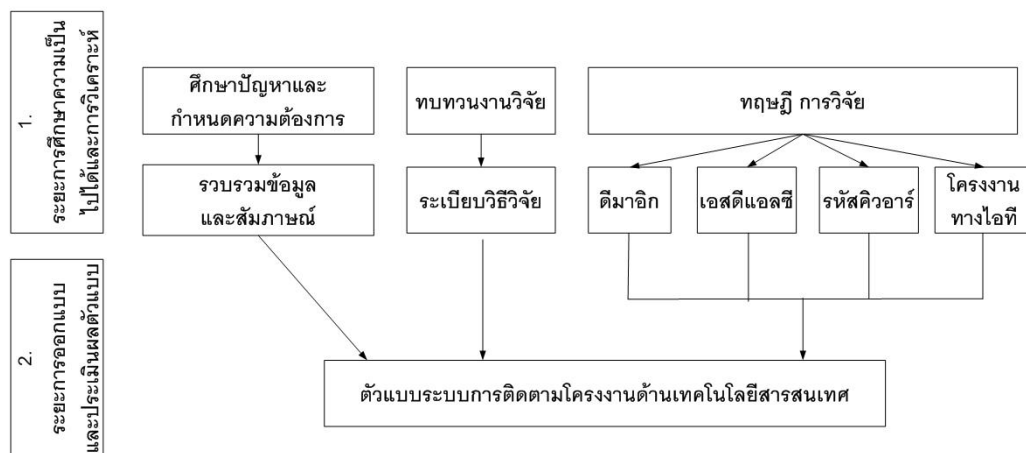 1.
ระยะการศึกษาความเป็น
ไปได้และการวิเคราะห์
ศึกษาปัญหาและ
กำหนดความต้องการ
ทบทวนงานวิจัย
ทฤษฎี การวิจัย
รวบรวมข้อมูล
และสัมภาษณ์
ระเบียบวิธีวิจัย
ดีมาอิก
เอสดีแอลซี
รหัสคิวอาร์
โครงงาน
ทางไอที
2.
ระยะการออกแบบ
และประเมินผลตัวแบบ
ตัวแบบระบบการติดตามโครงงานด้านเทคโนโลยีสารสนเทศ